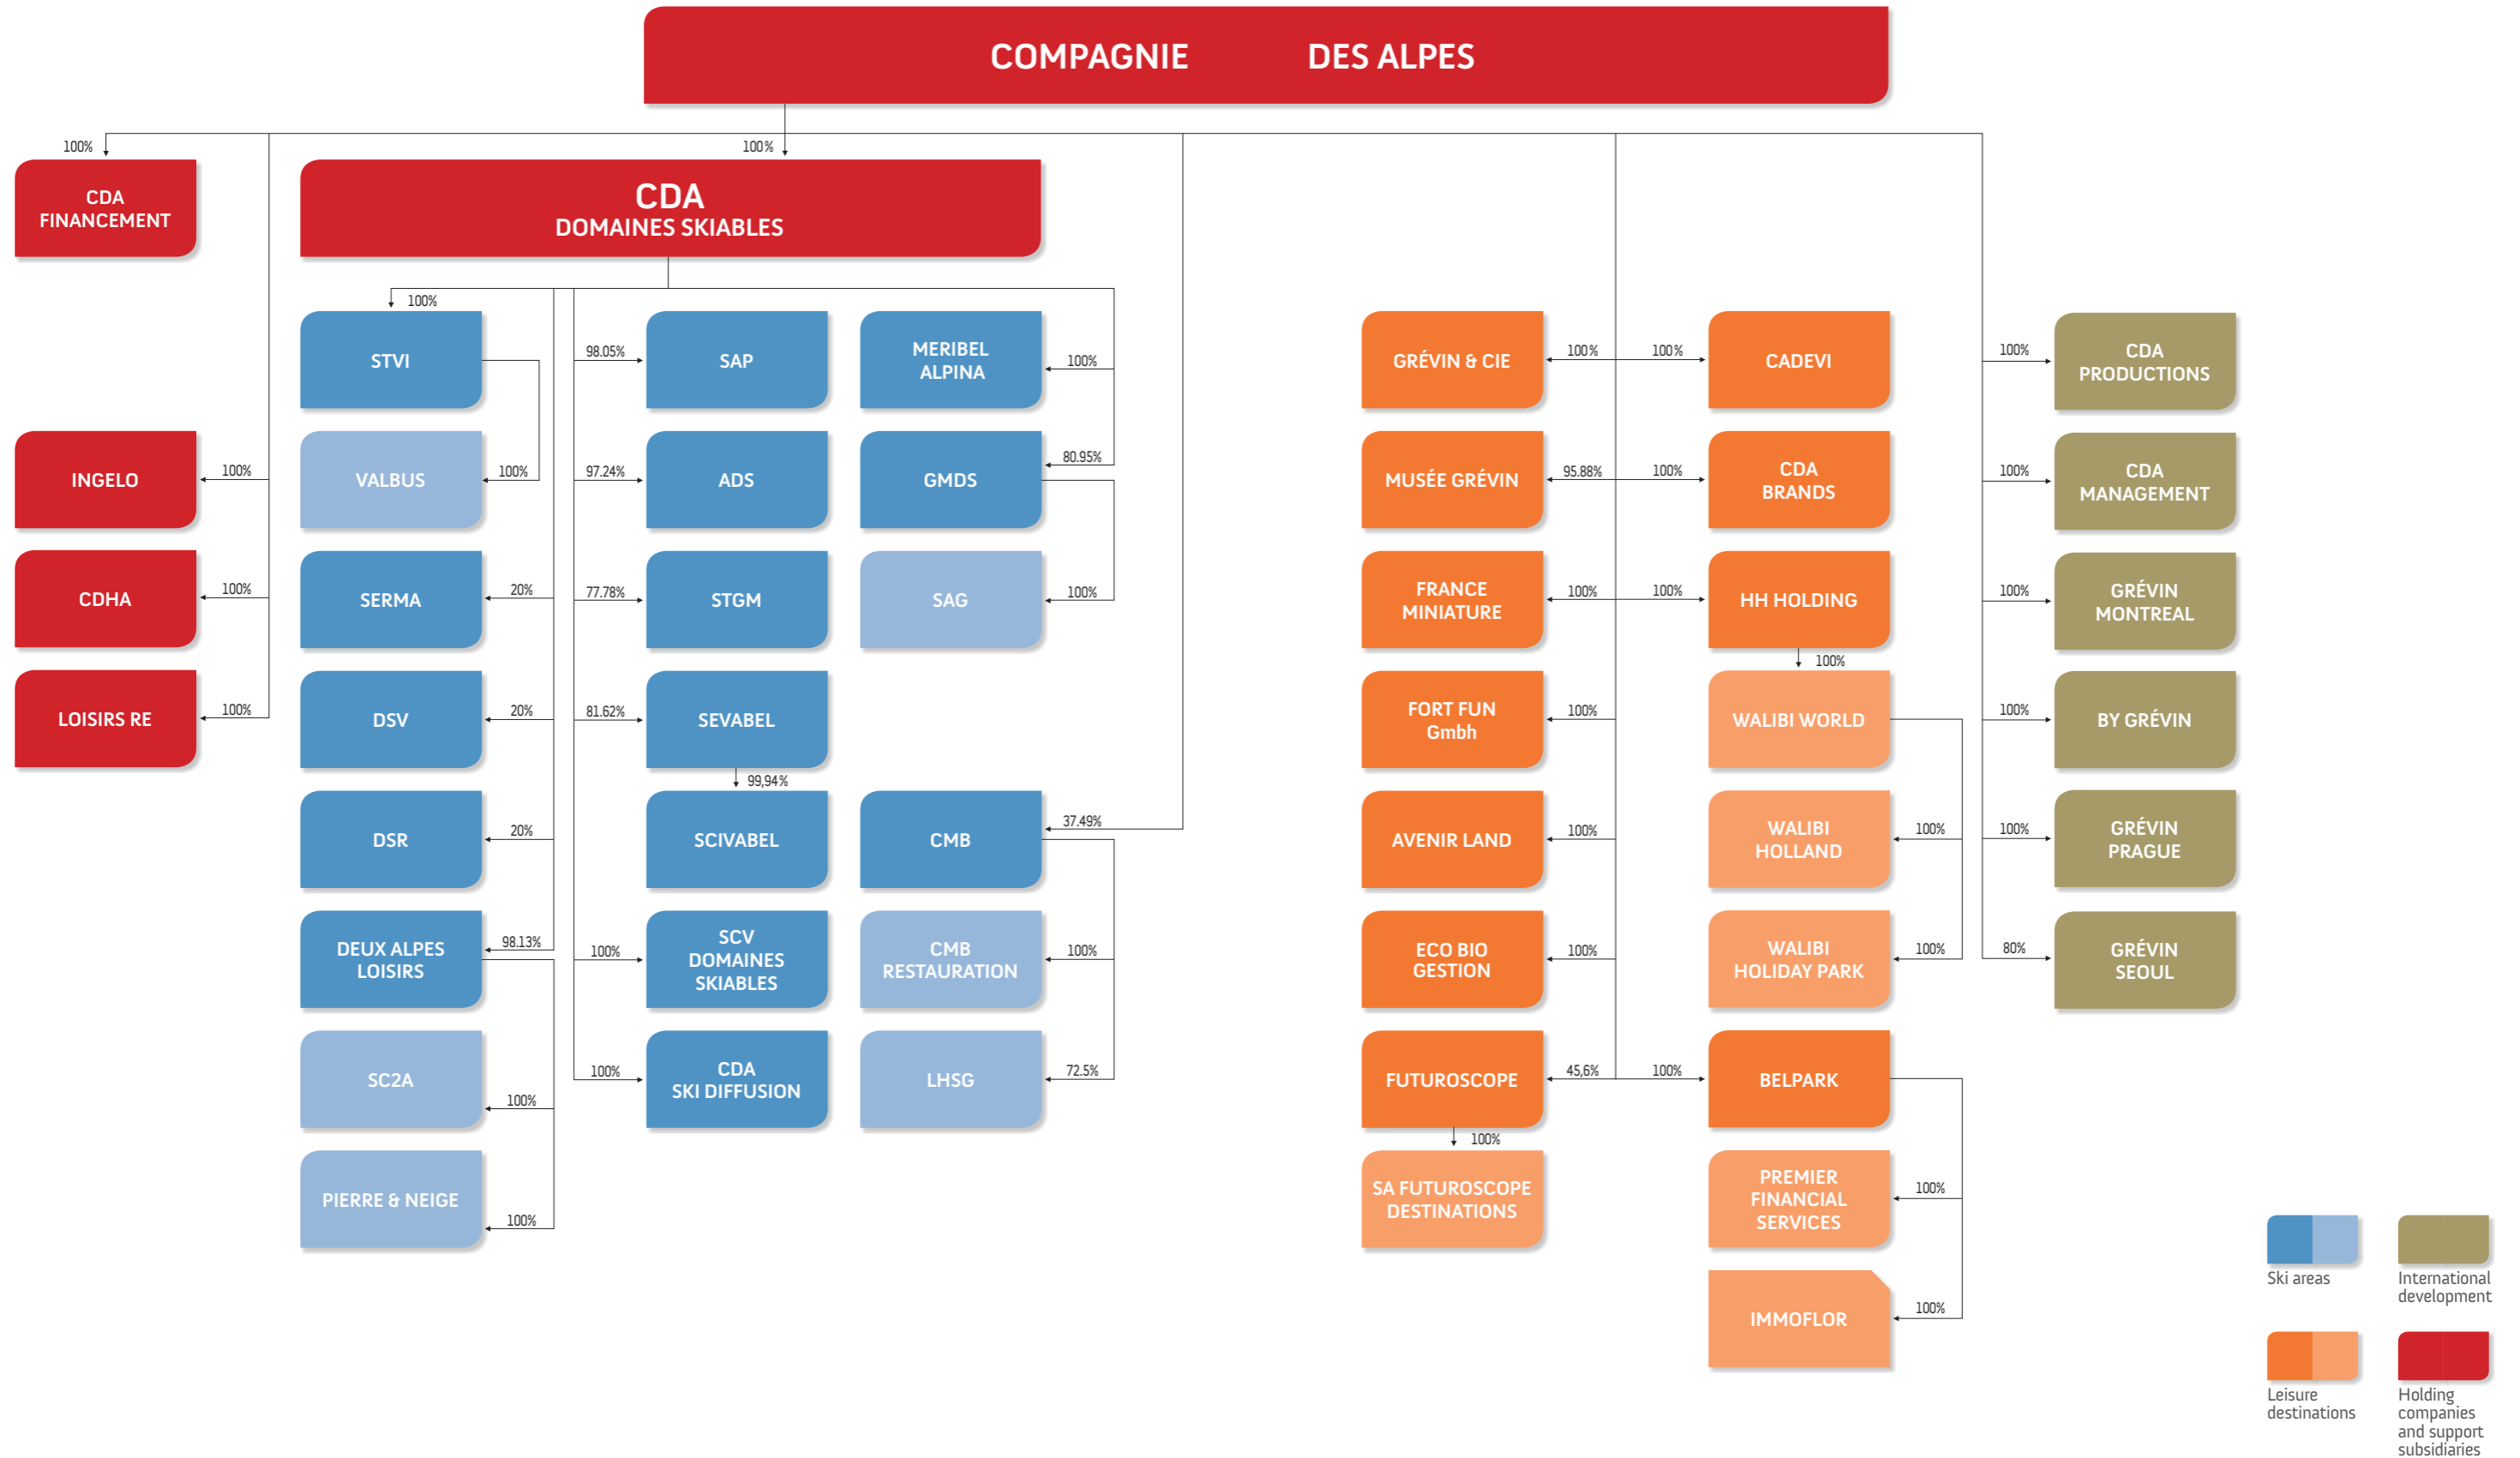 COMPAGNIE DES ALPES
100%
100%
CDA
FINANCEMENT
CDA
DOMAINES SKIABLES
100%
STVI
98.05%
SAP
MERIBEL
ALPINA
100%
GRÉVIN & CIE
100%
100%
CADEVI
100%
CDA
PRODUCTIONS
INGELO
100%
VALBUS
100%
97.24%
ADS
GMDS
80.95%
MUSÉE GRÉVIN
95.88%
100%
CDA
BRANDS
100%
CDA
MANAGEMENT
CDHA
100%
SERMA
20%
77.78%
STGM
SAG
100%
FRANCE
MINIATURE
100%
100%
HH HOLDING
100%
GRÉVIN
MONTREAL
100%
LOISIRS RE
100%
DSV
20%
81.62%
SEVABEL
FORT FUN
Gmbh
100%
WALIBI WORLD
100%
BY GRÉVIN
99,94%
DSR
20%
SCIVABEL
CMB
37.49%
AVENIR LAND
100%
WALIBI
HOLLAND
100%
100%
GRÉVIN
PRAGUE
DEUX ALPES
LOISIRS
98.13%
100%
SCV
DOMAINES
SKIABLES
CMB
RESTAURATION
100%
ECO BIO
GESTION
100%
WALIBI
HOLIDAY PARK
100%
80%
GRÉVIN
SEOUL
SC2A
100%
100%
CDA
SKI DIFFUSION
LHSG
72.5%
FUTUROSCOPE
45,6%
100%
BELPARK
100%
PIERRE & NEIGE
100%
SA FUTUROSCOPE
DESTINATIONS
PREMIER
FINANCIAL
SERVICES
100%
IMMOFLOR
100%
Ski areas
International
development
Leisure
destinations
Holding
companies
and support
subsidiaries